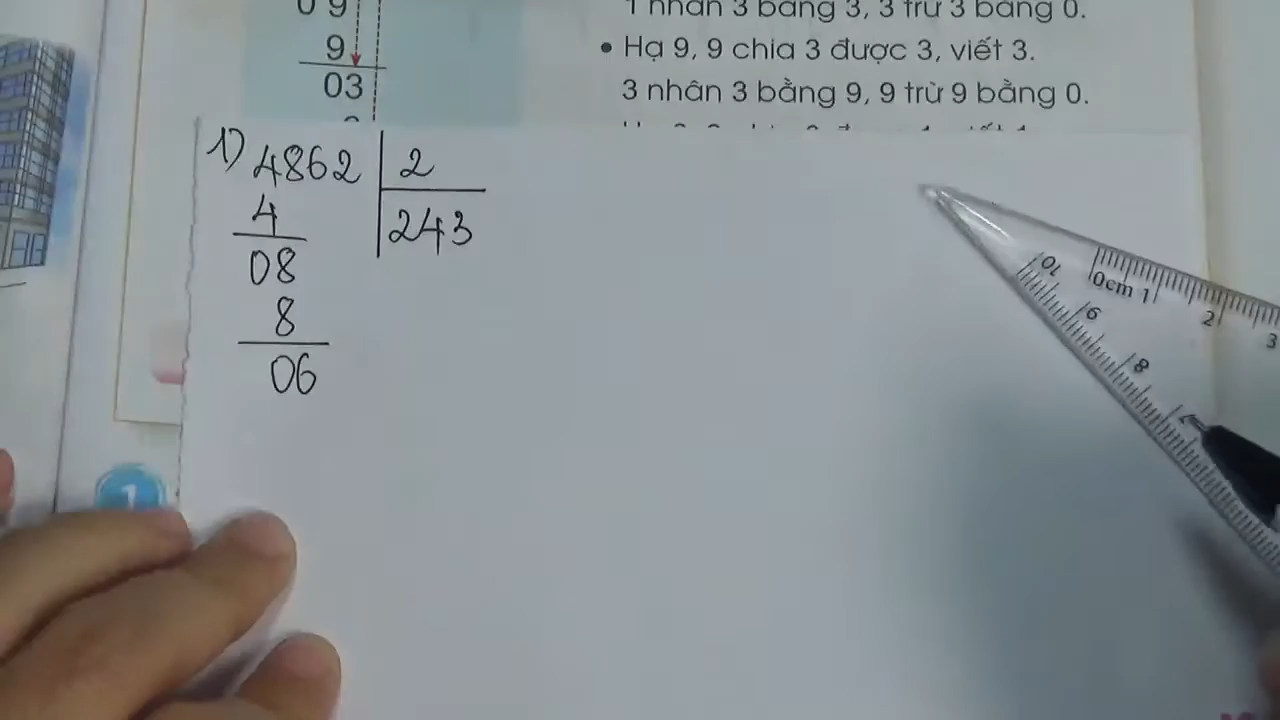 09
9
03
1 nhân 3 bằng 3, 3 trừ 3 bằng 0.
• Hạ 9, 9 chia 3 được 3, viết 3.
3 nhân 3 bằng 9, 9 trừ 9 bằng 0.
1) 4862 2
4 243
08
8
06
1
10 9 8
0cm 1 2 3